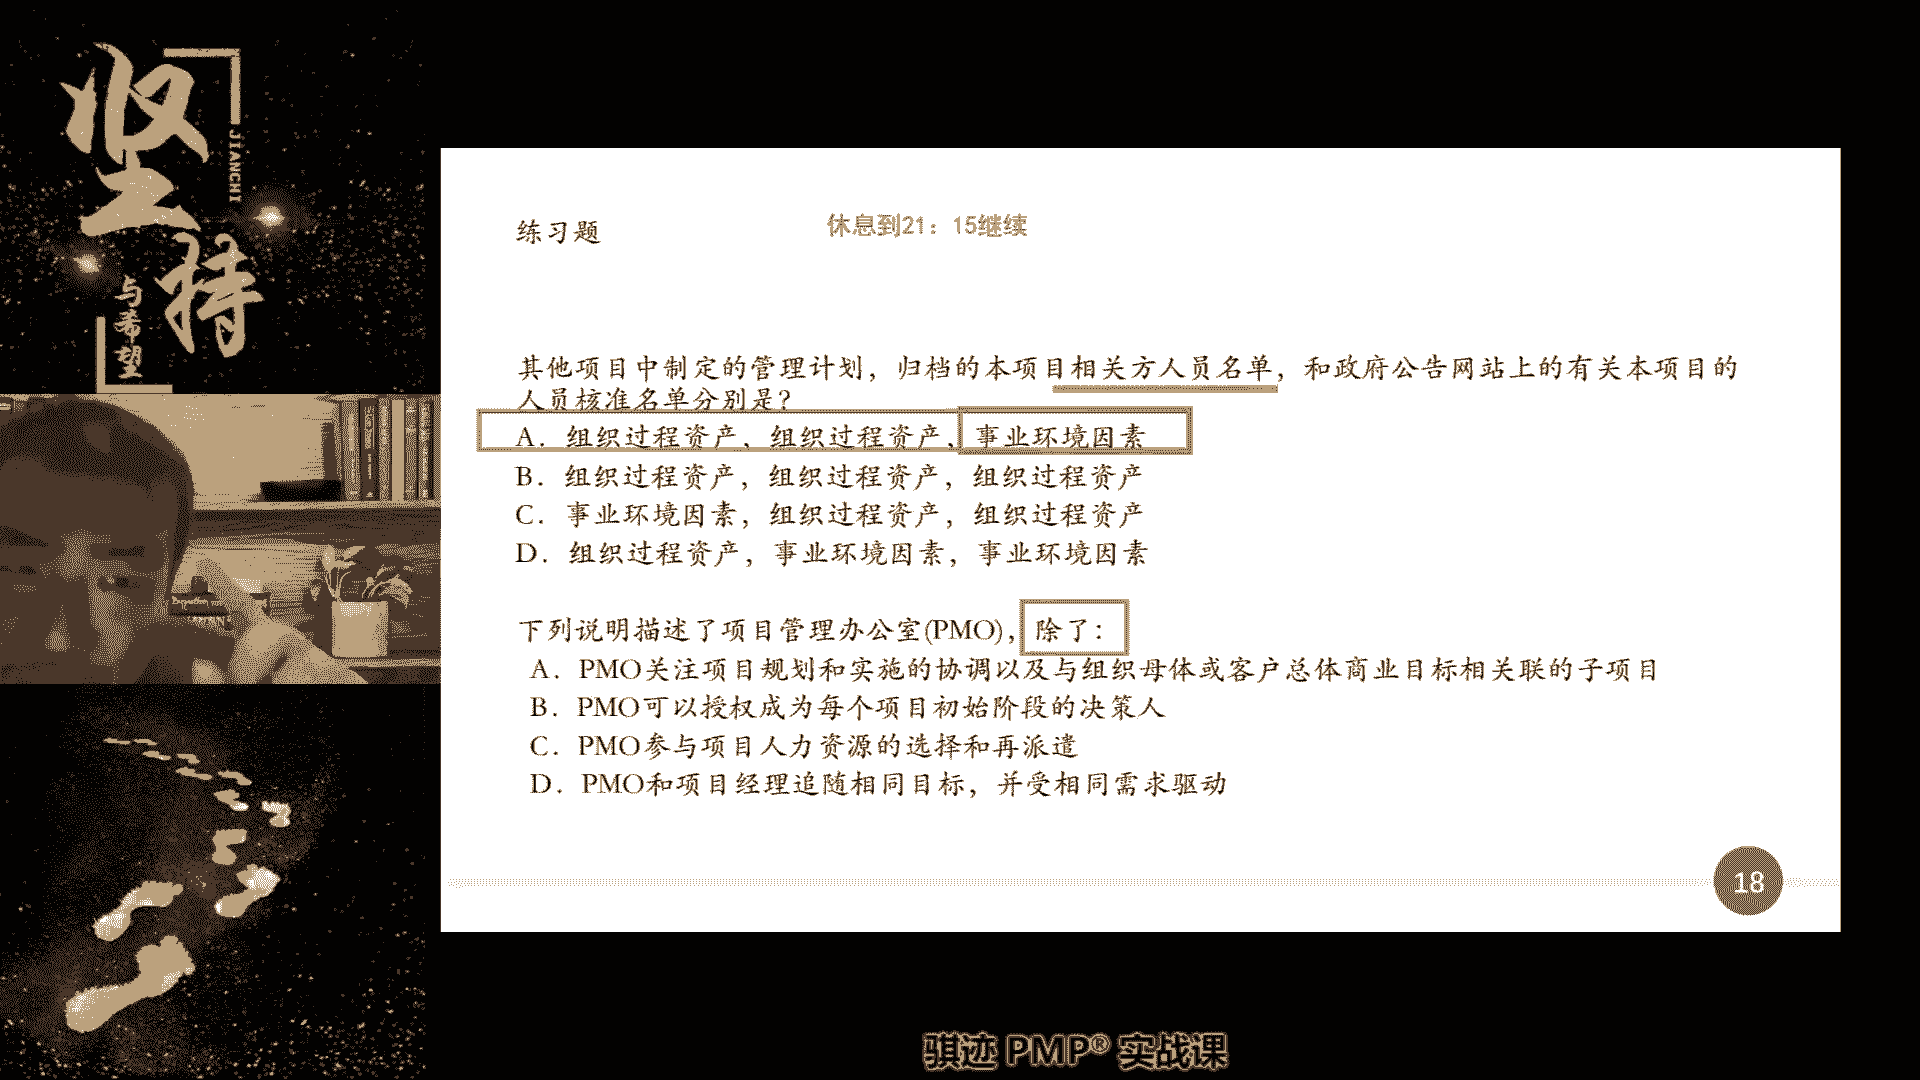 坚持
JIANCHI
与希望
练习题
休息到21：15继续
其他项目中制定的管理计划，归档的本项目相关方人员名单，和政府公告网站上的有关本项目的
人员核准名单分别是？
A．组织过程资产，组织过程资产，事业环境因素
B．组织过程资产，组织过程资产，组织过程资产
C．事业环境因素，组织过程资产，组织过程资产
D．组织过程资产，事业环境因素，事业环境因素
下列说明描述了项目管理办公室(PMO)，除了：
A．PMO关注项目规划和实施的协调以及与组织母体或客户总体商业目标相关联的子项目
B．PMO可以授权成为每个项目初始阶段的决策人
C．PMO参与项目人力资源的选择和再派遣
D．PMO和项目经理追随相同目标，并受相同需求驱动
18
骐迹 PMP® 实战课